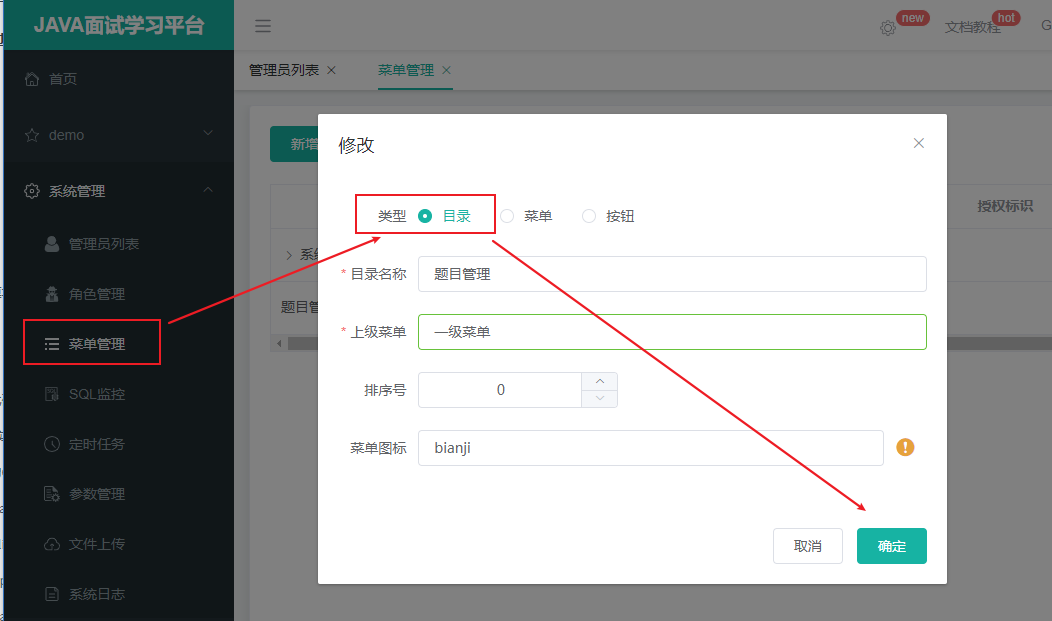 JAVA面试学习平台
new
文档教程
hot
首页
demo
系统管理
管理员列表
角色管理
菜单管理
SQL监控
定时任务
参数管理
文件上传
系统日志
管理员列表 ×
菜单管理 ×
新增
授权标识
系统
题目管
修改
类型 目录 菜单 按钮
* 目录名称 题目管理
* 上级菜单 一级菜单
排序号 0
菜单图标 bianji
取消 确定